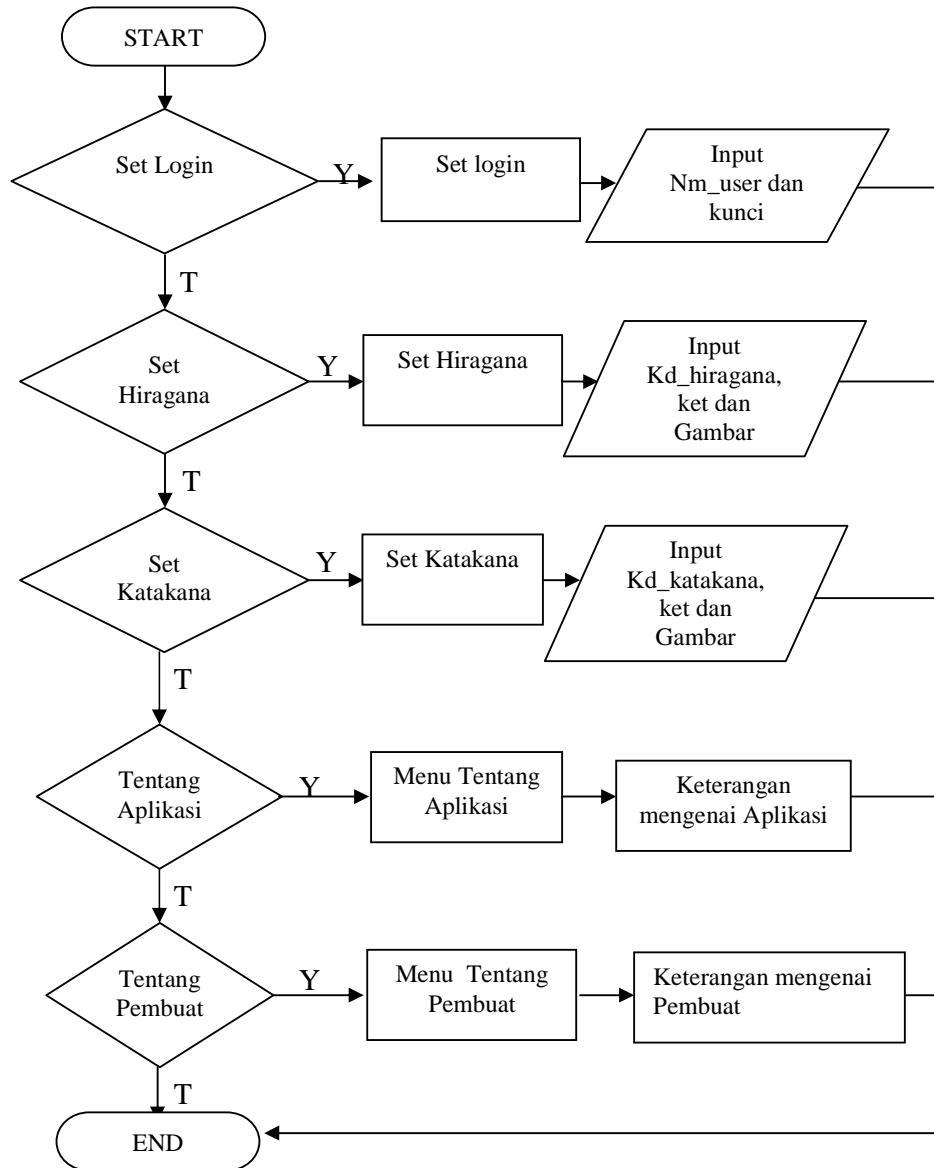 START
Set Login
Y
Set login
Input
Nm_user dan
kunci
T
Set
Hiragana
Y
Set Hiragana
Input
Kd_hiragana,
ket dan
Gambar
T
Set
Katakana
Y
Set Katakana
Input
Kd_katakana,
ket dan
Gambar
T
Tentang
Aplikasi
Y
Menu Tentang
Aplikasi
Keterangan
mengenai Aplikasi
T
Tentang
Pembuat
Y
Menu Tentang
Pembuat
Keterangan mengenai
Pembuat
T
END